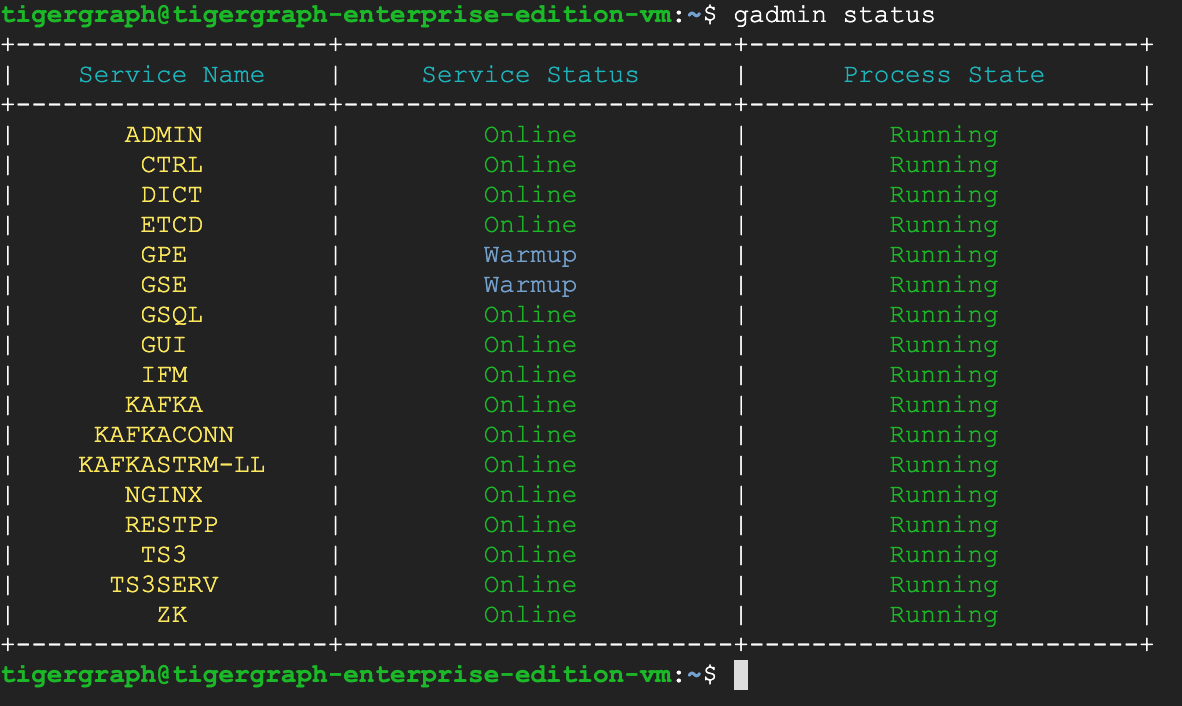 tigergraph@tigergraph-enterprise-edition-vm:~$ gadmin status
+--------------------+-------------------------+-------------------------+
|    Service Name    |     Service Status      |      Process State      |
+--------------------+-------------------------+-------------------------+
|       ADMIN        |         Online          |         Running         |
|        CTRL        |         Online          |         Running         |
|        DICT        |         Online          |         Running         |
|        ETCD        |         Online          |         Running         |
|        GPE         |         Warmup          |         Running         |
|        GSE         |         Warmup          |         Running         |
|        GSQL        |         Online          |         Running         |
|        GUI         |         Online          |         Running         |
|        IFM         |         Online          |         Running         |
|       KAFKA        |         Online          |         Running         |
|     KAFKACONN      |         Online          |         Running         |
|    KAFKASTRM-LL    |         Online          |         Running         |
|       NGINX        |         Online          |         Running         |
|       RESTPP       |         Online          |         Running         |
|        TS3         |         Online          |         Running         |
|      TS3SERV       |         Online          |         Running         |
|         ZK         |         Online          |         Running         |
+--------------------+-------------------------+-------------------------+
tigergraph@tigergraph-enterprise-edition-vm:~$